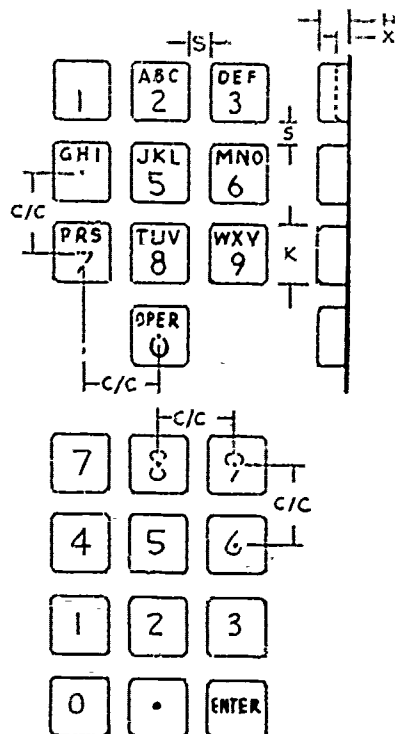 H
X
S
ABC DEF
1 2 3
S
GHI JKL MNO
5 6
C/C
PRS TUV WXY
7 8 9
K
OPER
0
C/C
C/C
7 8 9
C/C
4 5 6
1 2 3
0 . ENTER